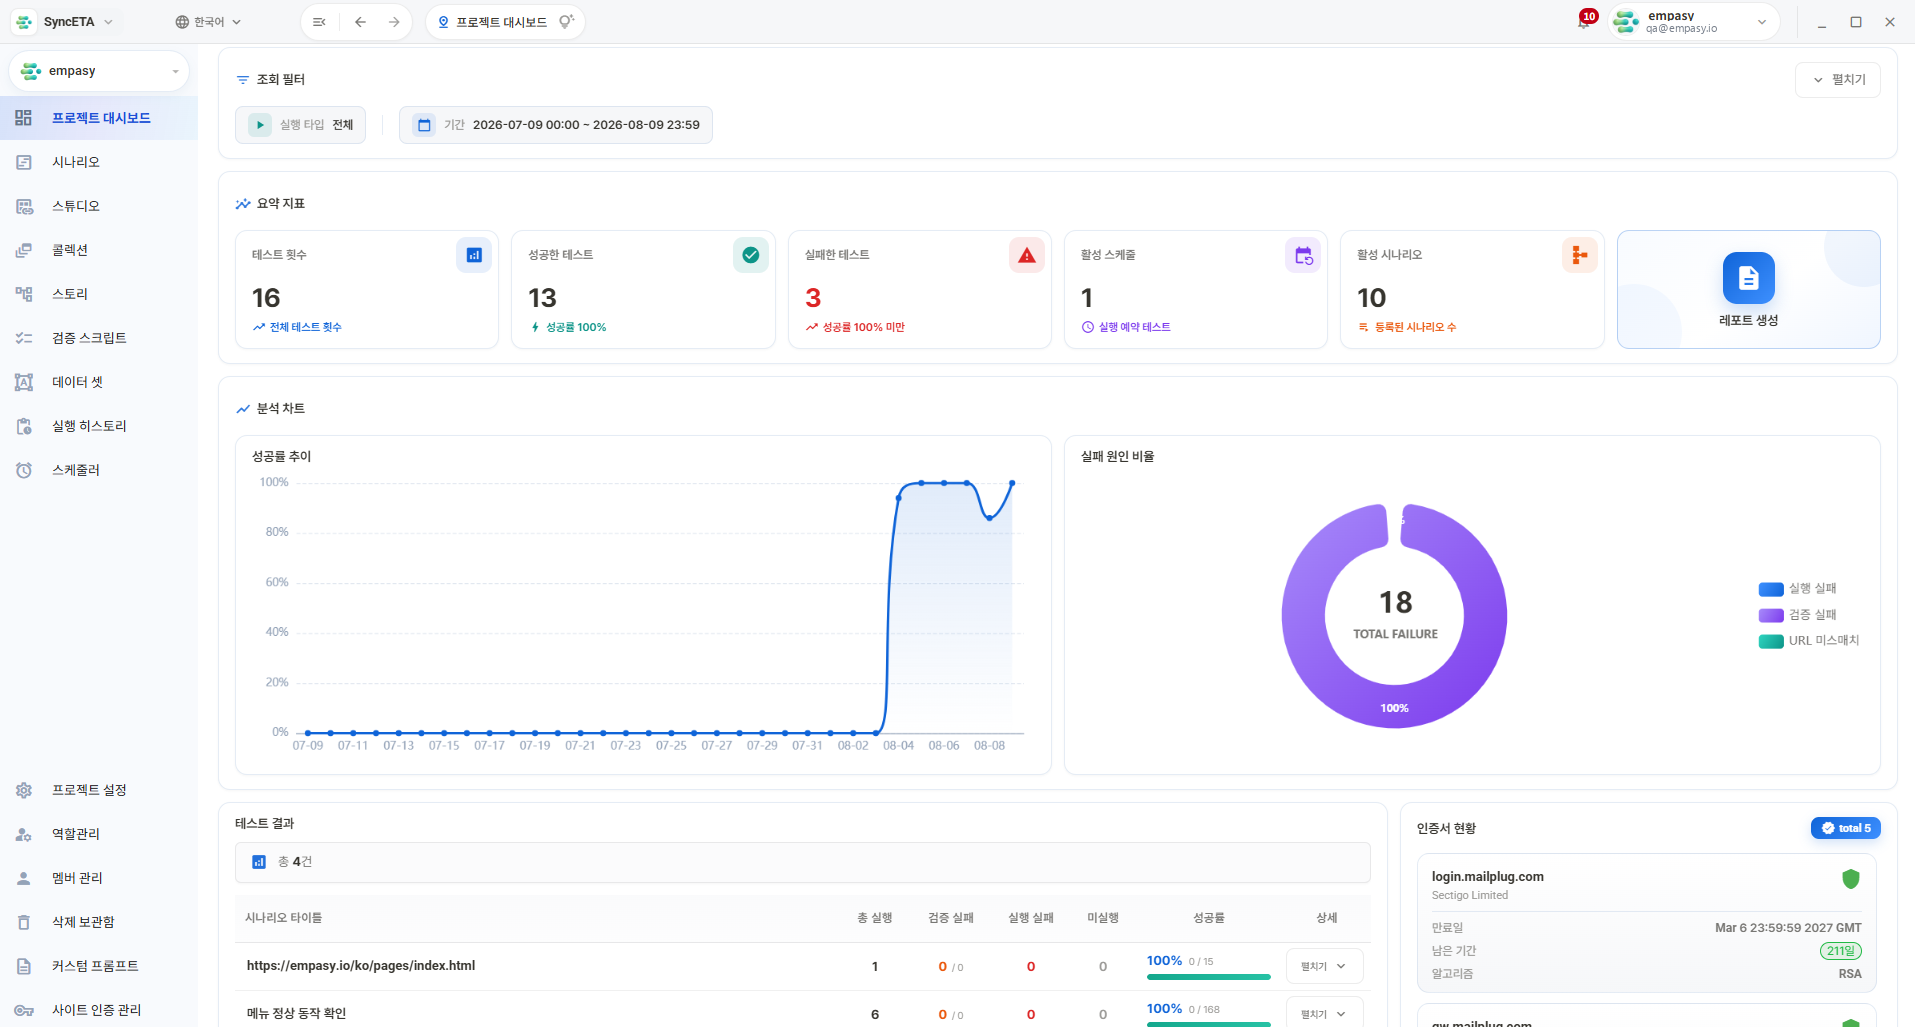 SyncETA
한국어
프로젝트 대시보드
10
empasy
qa@empasy.io
empasy
프로젝트 대시보드
시나리오
스튜디오
콜렉션
스토리
검증 스크립트
데이터 셋
실행 히스토리
스케줄러
프로젝트 설정
역할관리
멤버 관리
삭제 보관함
커스텀 프롬프트
사이트 인증 관리
조회 필터
펼치기
실행 타입 전체
기간 2026-07-09 00:00 ~ 2026-08-09 23:59
요약 지표
테스트 횟수
16
전체 테스트 횟수
성공한 테스트
13
성공률 100%
실패한 테스트
3
성공률 100% 미만
활성 스케줄
1
실행 예약 테스트
활성 시나리오
10
등록된 시나리오 수
레포트 생성
분석 차트
성공률 추이
100%
80%
60%
40%
20%
0%
07-09 07-11 07-13 07-15 07-17 07-19 07-21 07-23 07-25 07-27 07-29 07-31 08-02 08-04 08-06 08-08
실패 원인 비율
18
TOTAL FAILURE
100%
실행 실패
검증 실패
URL 미스매치
테스트 결과
총 4건
시나리오 타이틀 총 실행 검증 실패 실행 실패 미실행 성공률 상세
https://empasy.io/ko/pages/index.html 1 0 / 0 0 0 100% 0 / 15 펼치기
메뉴 정상 동작 확인 6 0 / 0 0 0 100% 0 / 168 펼치기
인증서 현황
total 5
login.mailplug.com
Sectigo Limited
만료일 Mar 6 23:59:59 2027 GMT
남은 기간 211일
알고리즘 RSA
gw.mailplug.com